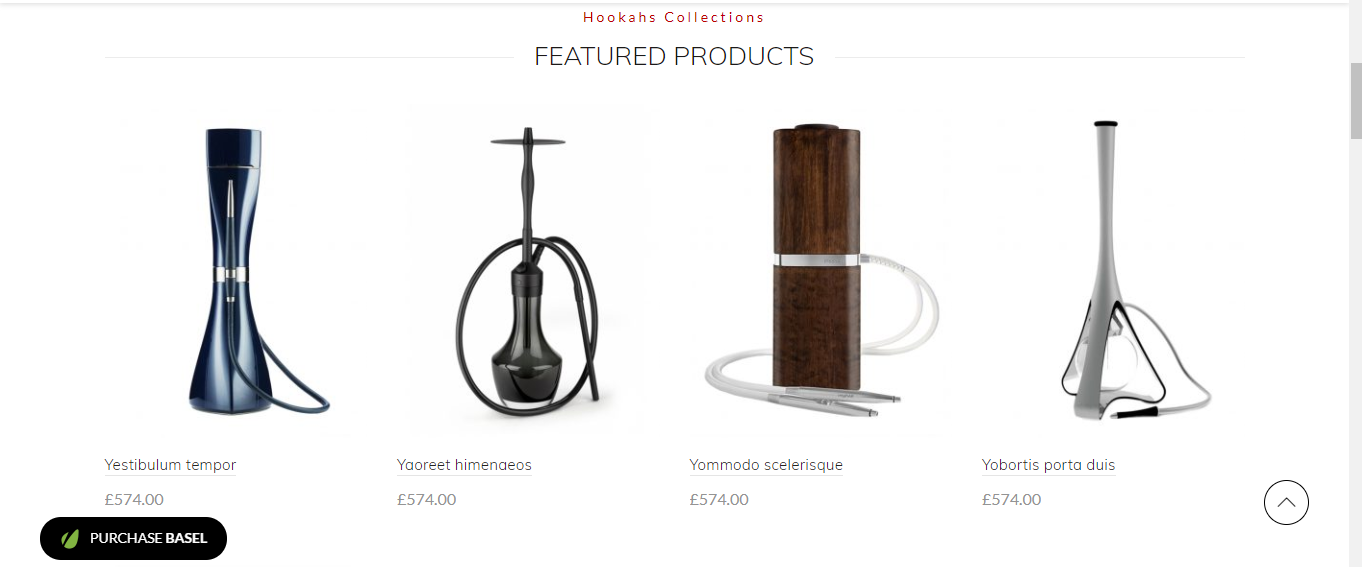 Hookahs Collections
FEATURED PRODUCTS
Yestibulum tempor
£574.00
Yaoreet himenaeos
£574.00
Yommodo scelerisque
£574.00
Yobortis porta duis
£574.00
PURCHASE BASEL